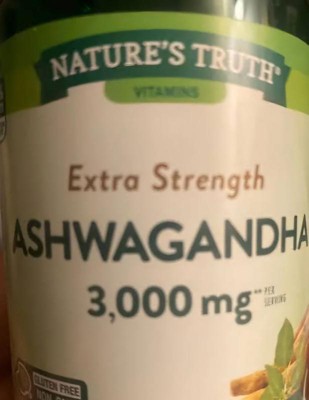 NATURE'S TRUTH®
VITAMINS
Extra Strength
ASHWAGANDHA
3,000 mg** PER
SERVING
GLUTEN FREE